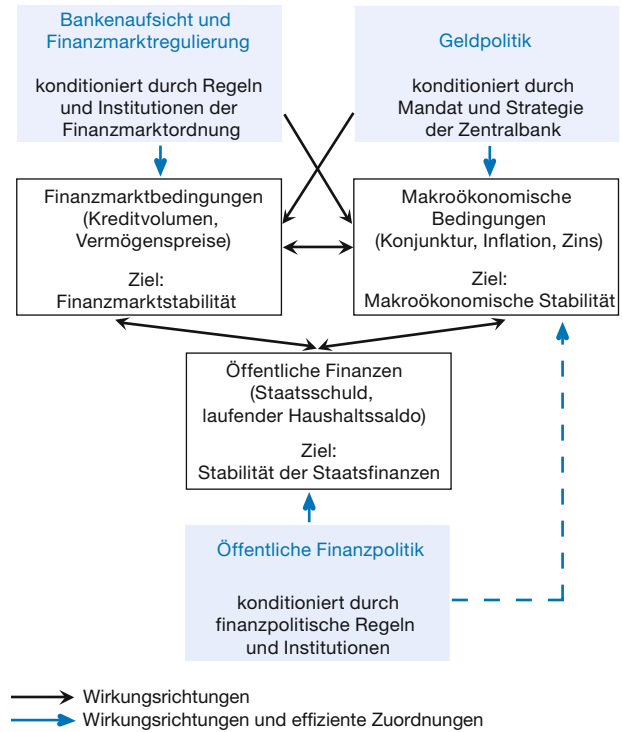 Bankenaufsicht und
Finanzmarktregulierung
konditioniert durch Regeln
und Institutionen der
Finanzmarktordnung
Geldpolitik
konditioniert durch
Mandat und Strategie
der Zentralbank
Finanzmarktbedingungen
(Kreditvolumen,
Vermögenspreise)
Ziel:
Finanzmarktstabilität
Makroökonomische
Bedingungen
(Konjunktur, Inflation, Zins)
Ziel:
Makroökonomische Stabilität
Öffentliche Finanzen
(Staatsschuld,
laufender Haushaltssaldo)
Ziel:
Stabilität der Staatsfinanzen
Öffentliche Finanzpolitik
konditioniert durch
finanzpolitische Regeln
und Institutionen
Wirkungsrichtungen
Wirkungsrichtungen und effiziente Zuordnungen